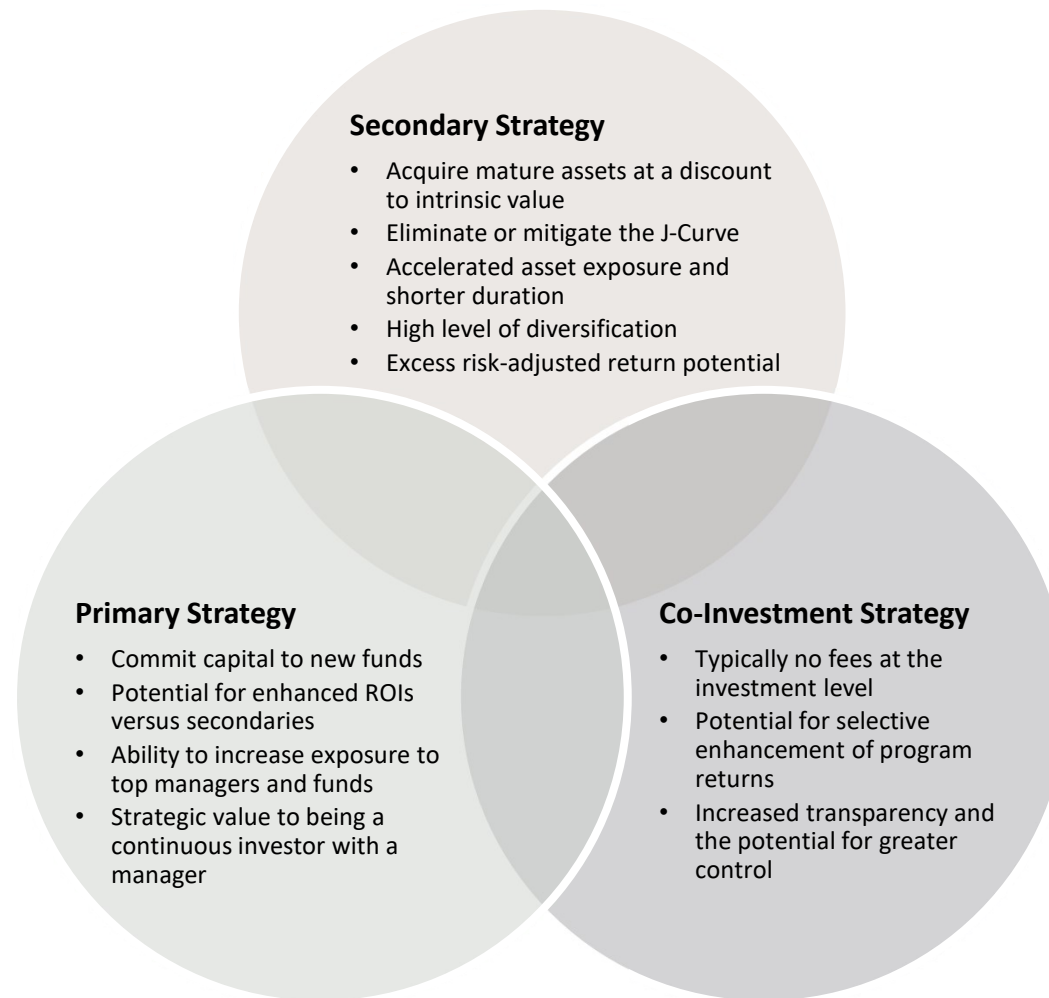 Secondary Strategy
• Acquire mature assets at a discount
to intrinsic value
• Eliminate or mitigate the J-Curve
• Accelerated asset exposure and
shorter duration
• High level of diversification
• Excess risk-adjusted return potential
Primary Strategy
• Commit capital to new funds
• Potential for enhanced ROIs
versus secondaries
• Ability to increase exposure to
top managers and funds
• Strategic value to being a
continuous investor with a
manager
Co-Investment Strategy
• Typically no fees at the
investment level
• Potential for selective
enhancement of program
returns
• Increased transparency and
the potential for greater
control